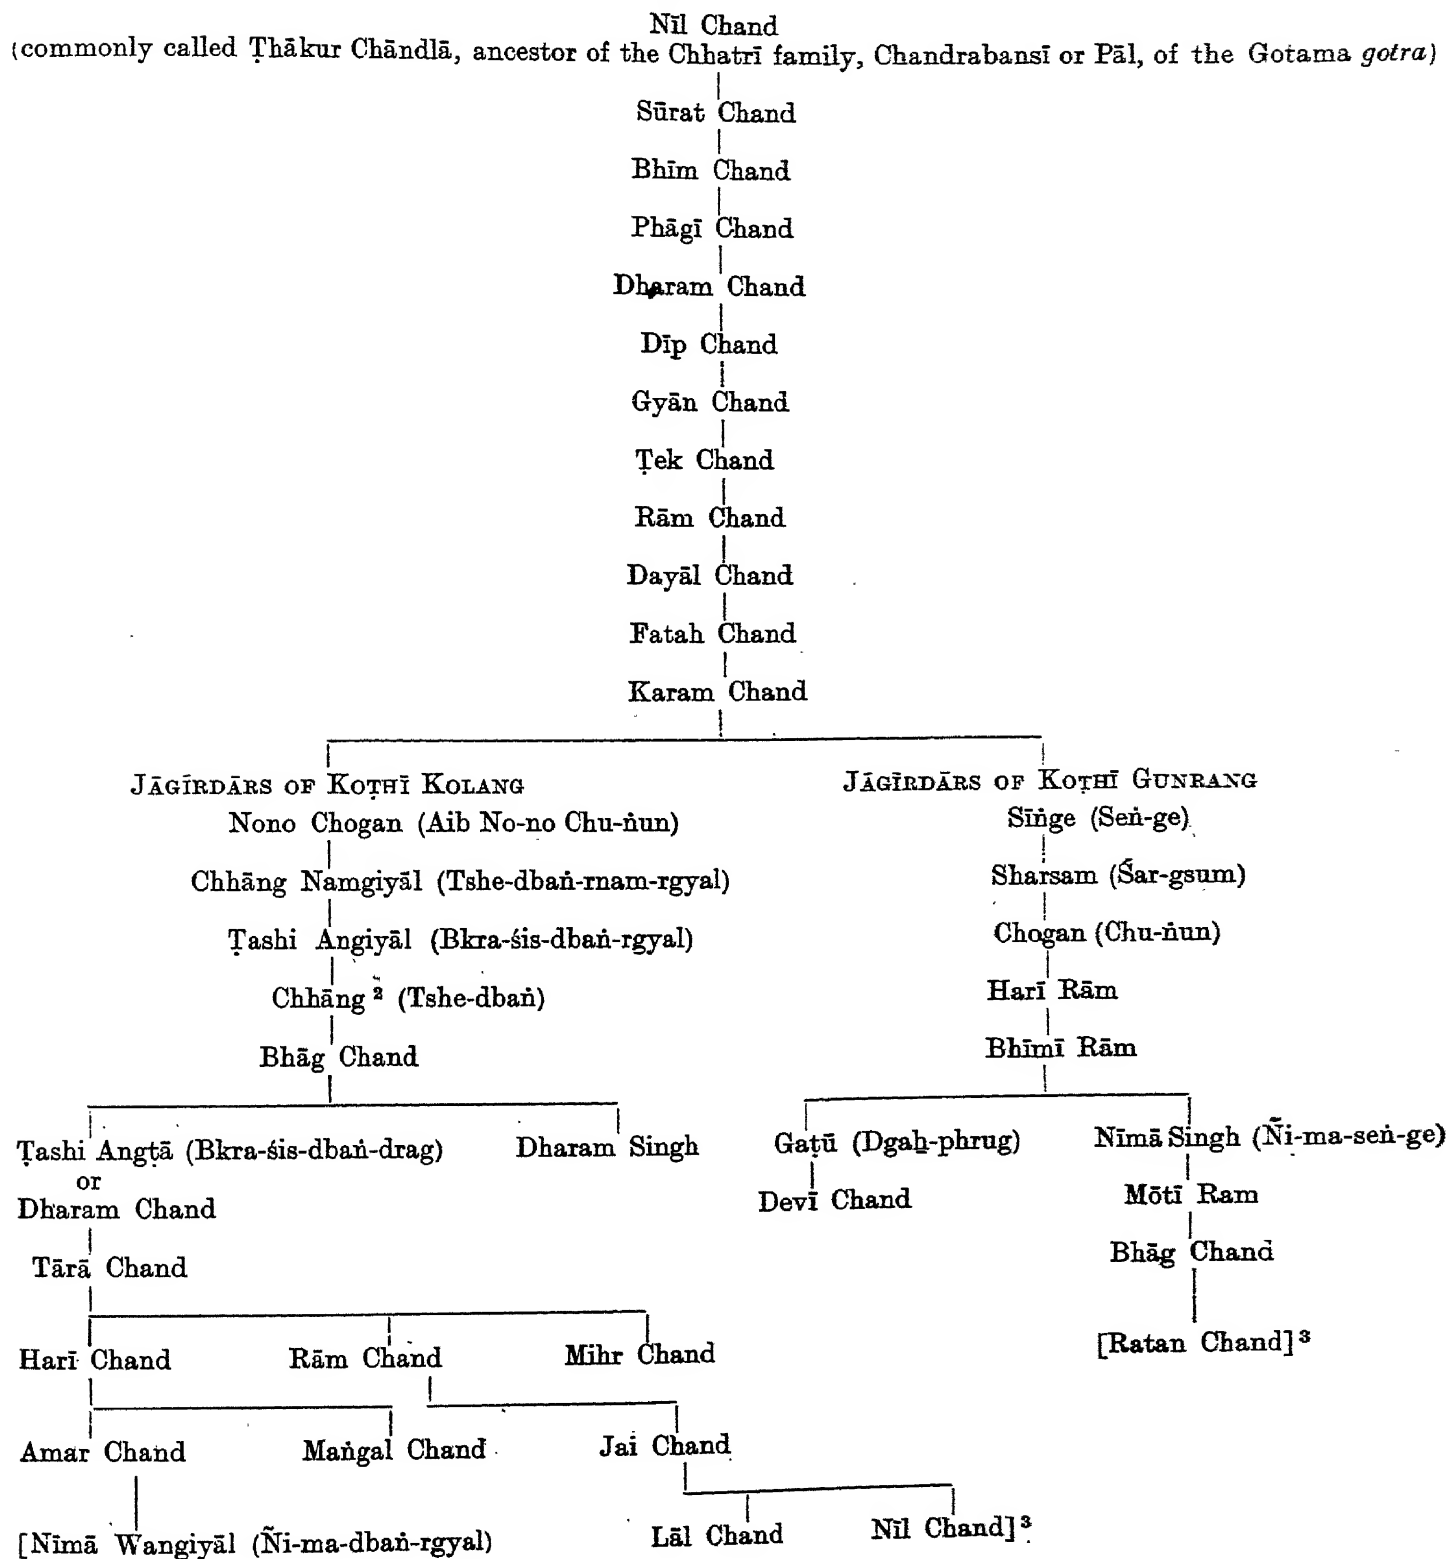 Nīl Chand
(commonly called Ṭhākur Chāndlā, ancestor of the Chhatrī family, Chandrabansī or Pāl, of the Gotama gotra)
Sūrat Chand
Bhīm Chand
Phāgī Chand
Dharam Chand
Dīp Chand
Gyān Chand
Ṭek Chand
Rām Chand
Dayāl Chand
Fatah Chand
Karam Chand
JĀGĪRDĀRS OF KOṬHĪ KOLANG
Nono Chogan (Aib No-no Chu-ṅun)
Chhāng Namgiyāl (Tshe-dbaṅ-rnam-rgyal)
Ṭashi Angiyāl (Bkra-śis-dbaṅ-rgyal)
Chhāng ² (Tshe-dbaṅ)
Bhāg Chand
Ṭashi Angṭā (Bkra-śis-dbaṅ-drag)
or
Dharam Chand
Dharam Singh
Tārā Chand
Harī Chand Rām Chand Mihr Chand
Amar Chand Maṅgal Chand Jai Chand
[Nīmā Wangiyāl (Ñi-ma-dbaṅ-rgyal) Lāl Chand Nīl Chand] ³
JĀGĪRDĀRS OF KOṬHĪ GUNRANG
Sīṅge (Seṅ-ge)
Sharsam (Śar-gsum)
Chogan (Chu-ṅun)
Harī Rām
Bhīmī Rām
Gaṭū (Dgaẖ-phrug) Nīmā Singh (Ñi-ma-seṅ-ge)
Devī Chand Mōtī Ram
Bhāg Chand
[Ratan Chand] ³